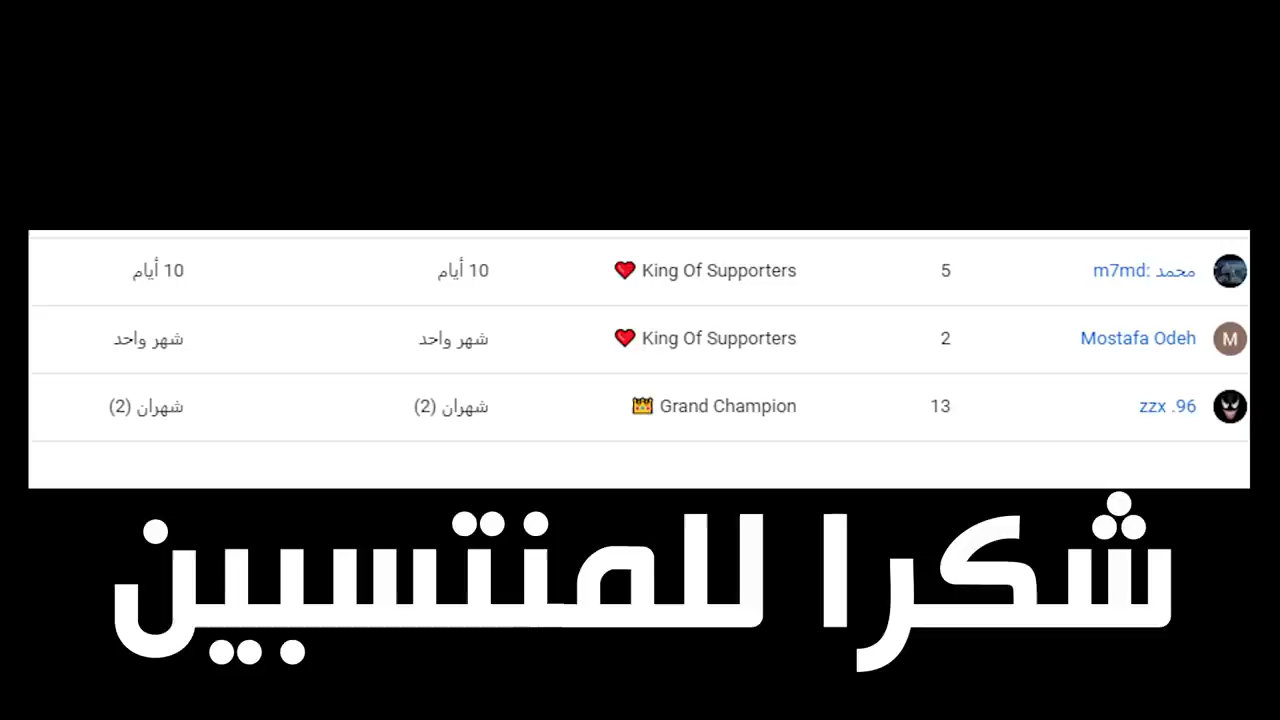 محمد :m7md 5 King Of Supporters ❤️ 10 أيام 10 أيام
M Mostafa Odeh 2 King Of Supporters ❤️ شهر واحد شهر واحد
zzx .96 13 Grand Champion 👑 شهران (2) شهران (2)
شكرا للمنتسبين